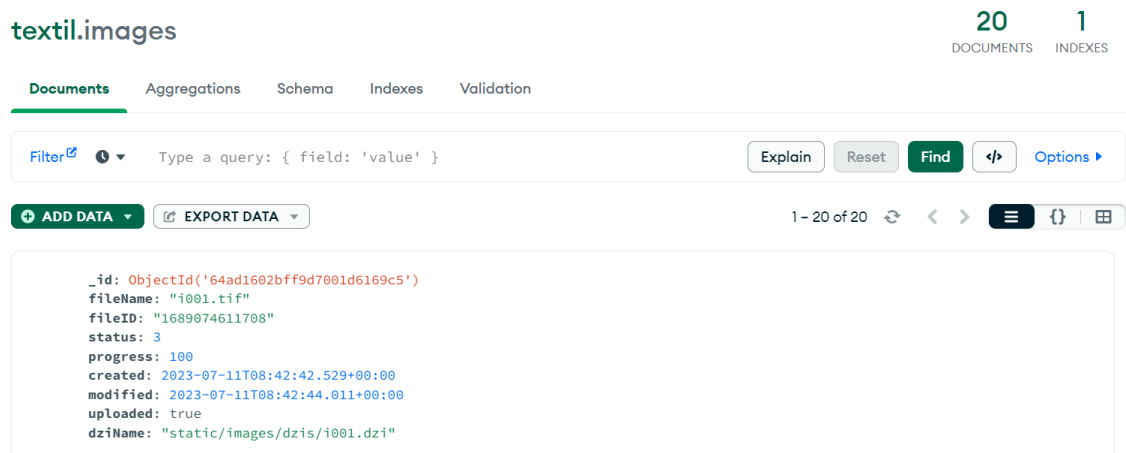 textil.images
20 DOCUMENTS
1 INDEXES
Documents Aggregations Schema Indexes Validation
Filter Type a query: { field: 'value' } Explain Reset Find </> Options
ADD DATA EXPORT DATA 1 – 20 of 20 {}
_id: ObjectId('64ad1602bff9d7001d6169c5')
fileName: "i001.tif"
fileID: "1689074611708"
status: 3
progress: 100
created: 2023-07-11T08:42:42.529+00:00
modified: 2023-07-11T08:42:44.011+00:00
uploaded: true
dziName: "static/images/dzis/i001.dzi"